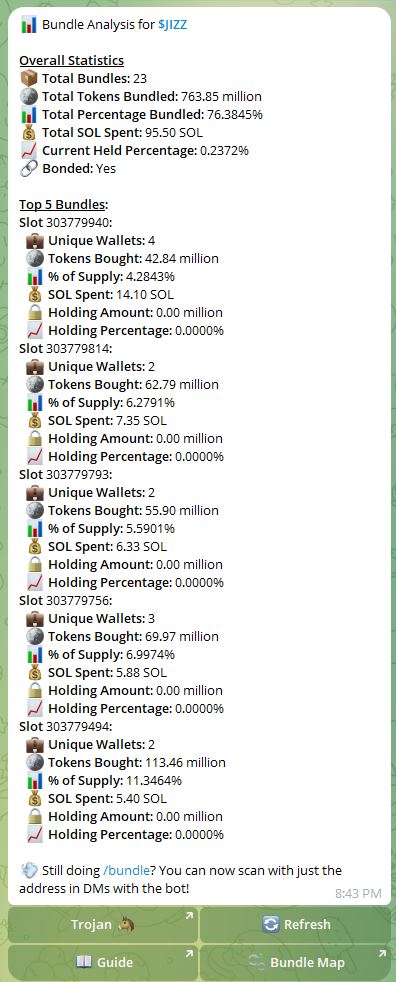 Bundle Analysis for $JIZZ
Overall Statistics
Total Bundles: 23
Total Tokens Bundled: 763.85 million
Total Percentage Bundled: 76.3845%
Total SOL Spent: 95.50 SOL
Current Held Percentage: 0.2372%
Bonded: Yes
Top 5 Bundles:
Slot 303779940:
Unique Wallets: 4
Tokens Bought: 42.84 million
% of Supply: 4.2843%
SOL Spent: 14.10 SOL
Holding Amount: 0.00 million
Holding Percentage: 0.0000%
Slot 303779814:
Unique Wallets: 2
Tokens Bought: 62.79 million
% of Supply: 6.2791%
SOL Spent: 7.35 SOL
Holding Amount: 0.00 million
Holding Percentage: 0.0000%
Slot 303779793:
Unique Wallets: 2
Tokens Bought: 55.90 million
% of Supply: 5.5901%
SOL Spent: 6.33 SOL
Holding Amount: 0.00 million
Holding Percentage: 0.0000%
Slot 303779756:
Unique Wallets: 3
Tokens Bought: 69.97 million
% of Supply: 6.9974%
SOL Spent: 5.88 SOL
Holding Amount: 0.00 million
Holding Percentage: 0.0000%
Slot 303779494:
Unique Wallets: 2
Tokens Bought: 113.46 million
% of Supply: 11.3464%
SOL Spent: 5.40 SOL
Holding Amount: 0.00 million
Holding Percentage: 0.0000%
Still doing /bundle? You can now scan with just the
address in DMs with the bot!
8:43 PM
Trojan
Refresh
Guide
Bundle Map